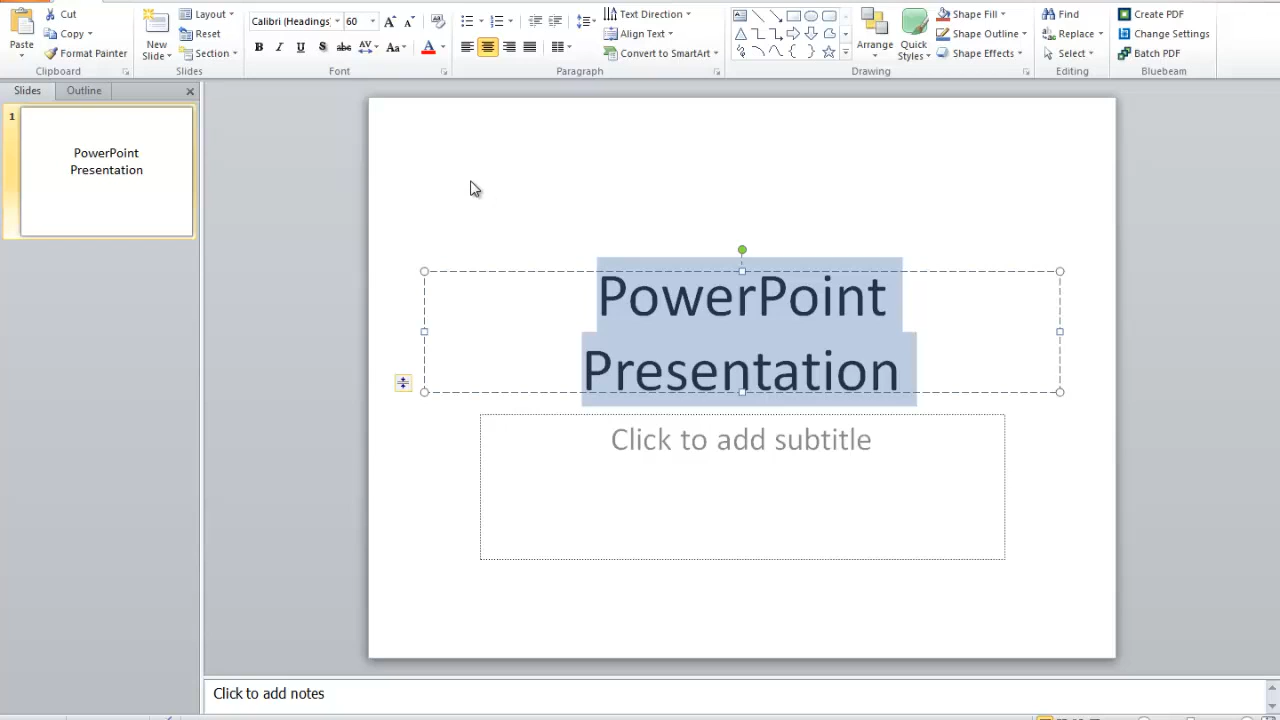 Cut
Copy
Format Painter
Paste
Clipboard
New
Slide
Layout
Reset
Section
Slides
Calibri (Headings
60
B I U S abc AV Aa A
Font
Text Direction
Align Text
Convert to SmartArt
Paragraph
Arrange
Quick
Styles
Shape Fill
Shape Outline
Shape Effects
Drawing
Find
Replace
Select
Editing
Create PDF
Change Settings
Batch PDF
Bluebeam
Slides
Outline
1
PowerPoint
Presentation
PowerPoint
Presentation
Click to add subtitle
Click to add notes